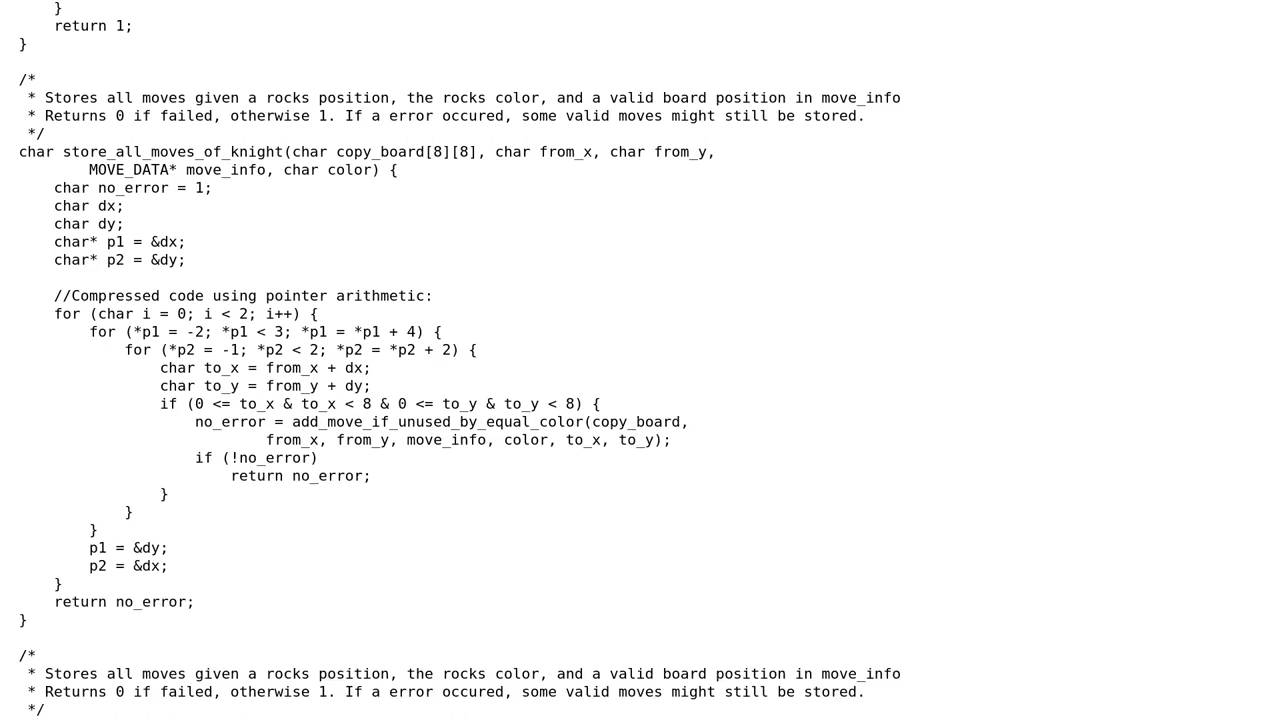 }
    return 1;
}

/*
 * Stores all moves given a rocks position, the rocks color, and a valid board position in move_info
 * Returns 0 if failed, otherwise 1. If a error occured, some valid moves might still be stored.
 */
char store_all_moves_of_knight(char copy_board[8][8], char from_x, char from_y,
        MOVE_DATA* move_info, char color) {
    char no_error = 1;
    char dx;
    char dy;
    char* p1 = &dx;
    char* p2 = &dy;

    //Compressed code using pointer arithmetic:
    for (char i = 0; i < 2; i++) {
        for (*p1 = -2; *p1 < 3; *p1 = *p1 + 4) {
            for (*p2 = -1; *p2 < 2; *p2 = *p2 + 2) {
                char to_x = from_x + dx;
                char to_y = from_y + dy;
                if (0 <= to_x & to_x < 8 & 0 <= to_y & to_y < 8) {
                    no_error = add_move_if_unused_by_equal_color(copy_board,
                            from_x, from_y, move_info, color, to_x, to_y);
                    if (!no_error)
                        return no_error;
                }
            }
        }
        p1 = &dy;
        p2 = &dx;
    }
    return no_error;
}

/*
 * Stores all moves given a rocks position, the rocks color, and a valid board position in move_info
 * Returns 0 if failed, otherwise 1. If a error occured, some valid moves might still be stored.
 */